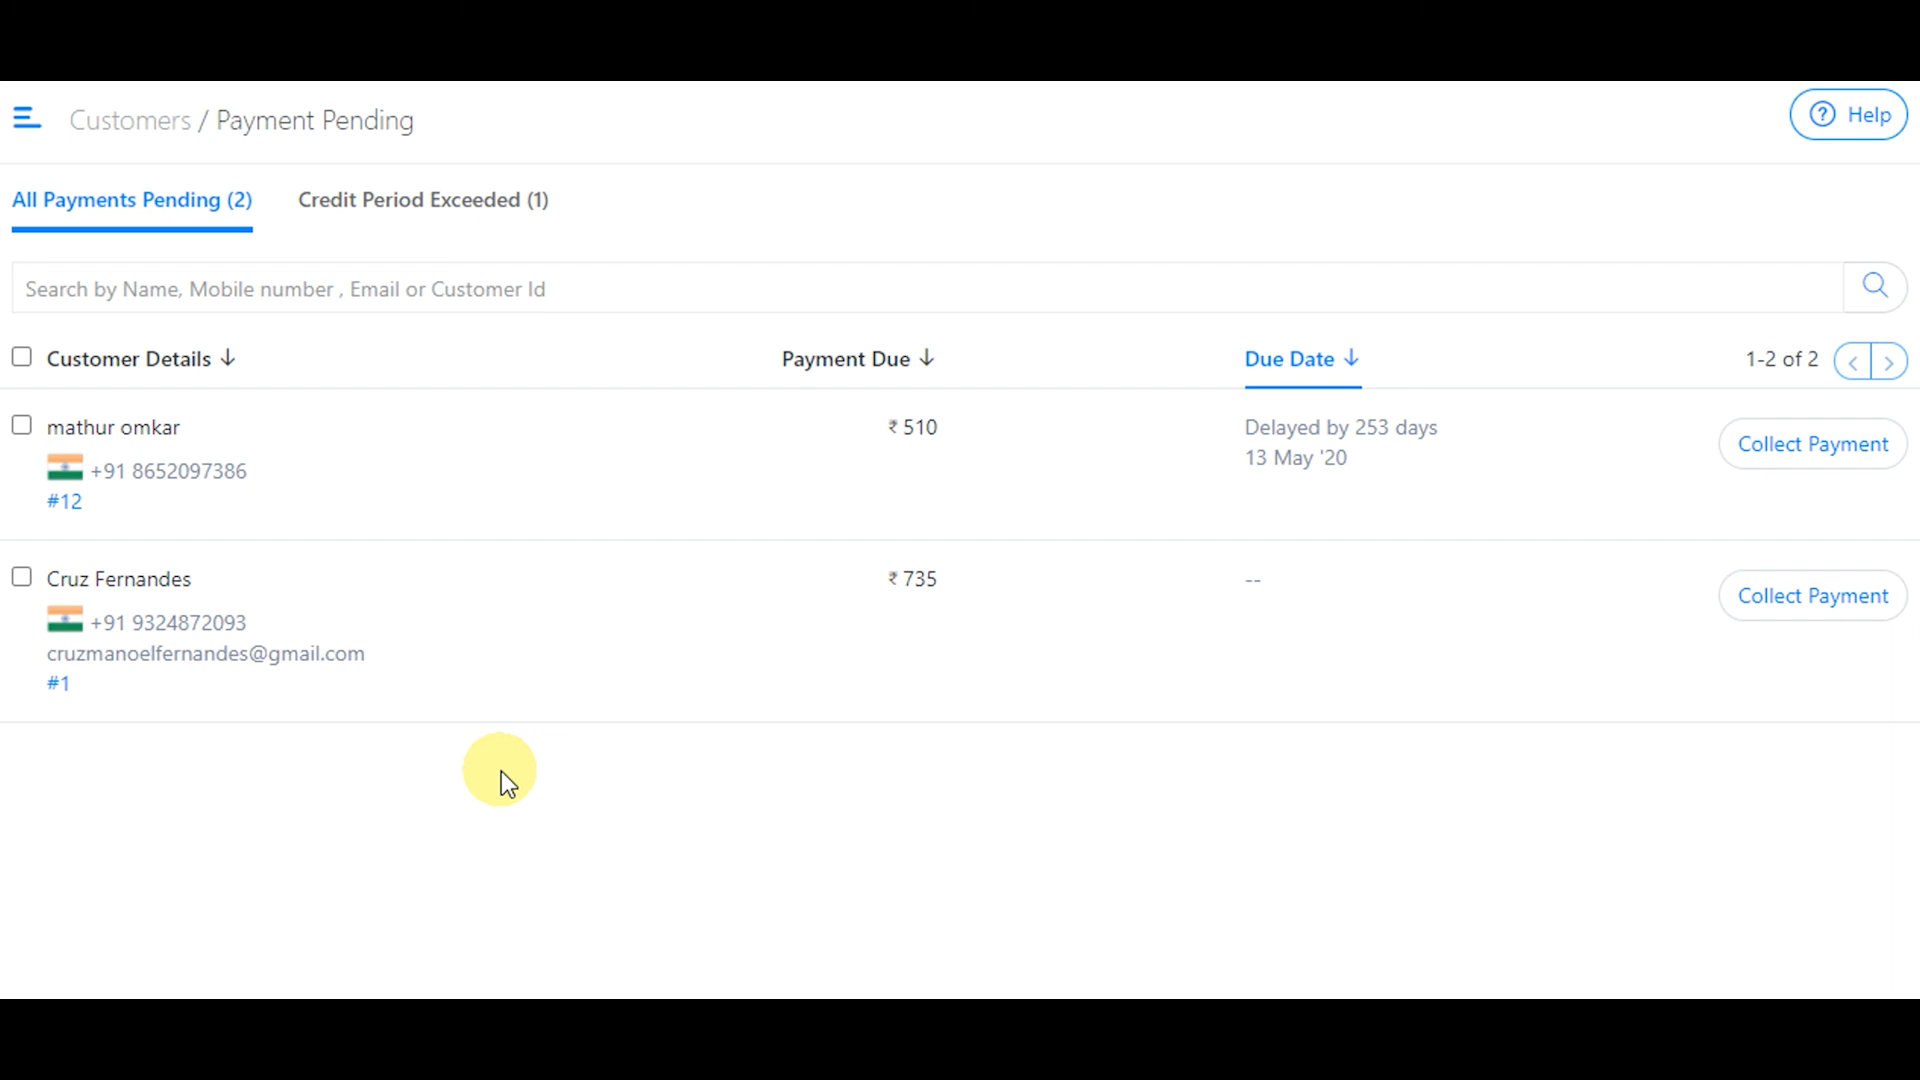 Customers / Payment Pending
Help
All Payments Pending (2) Credit Period Exceeded (1)
Search by Name, Mobile number , Email or Customer Id
Customer Details Payment Due Due Date 1-2 of 2
mathur omkar ₹ 510 Delayed by 253 days
13 May '20
Collect Payment
+91 8652097386
#12
Cruz Fernandes ₹ 735 --
Collect Payment
+91 9324872093
cruzmanoelfernandes@gmail.com
#1